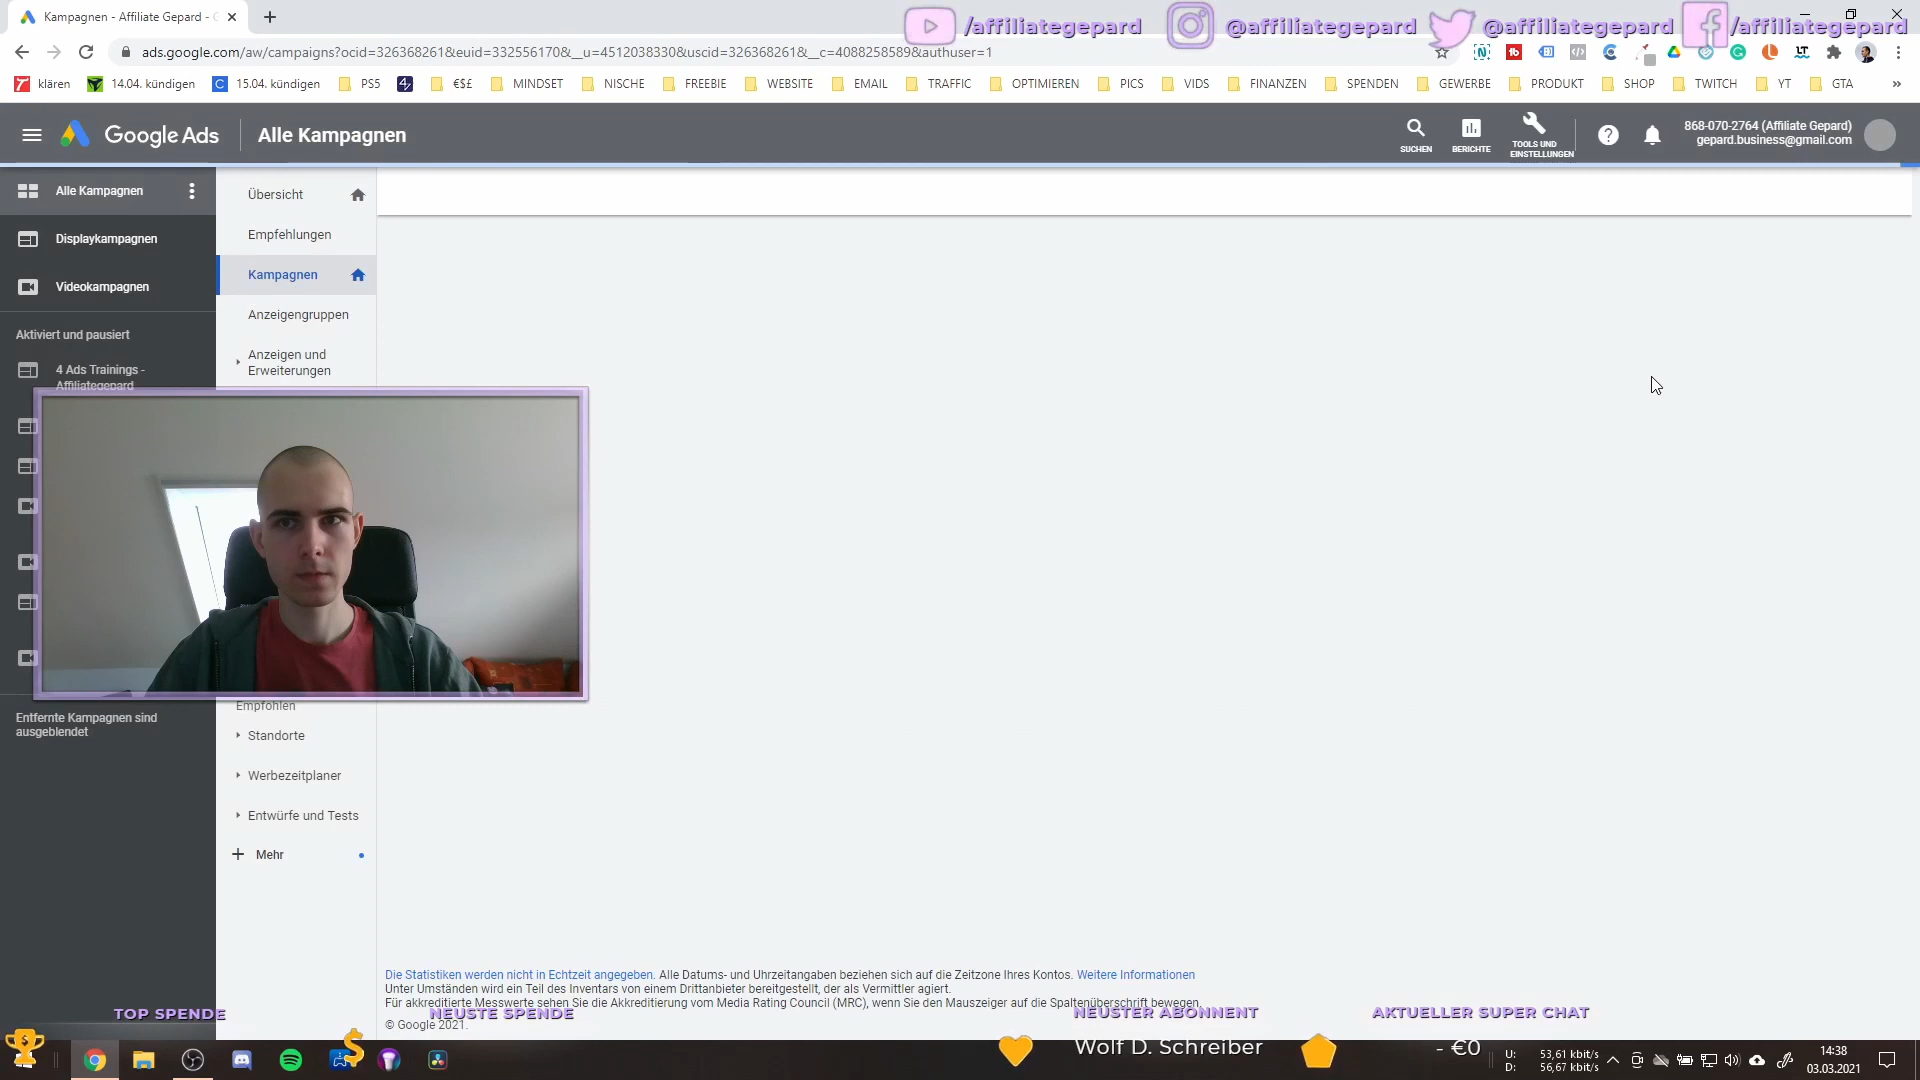 Kampagnen - Affiliate Gepard - G
/affiliategepard
@affiliategepard
@affiliategepard
/affiliategepard
ads.google.com/aw/campaigns?ocid=326368261&euid=332556170&__u=4512038330&uscid=326368261&__c=4088258589&authuser=1
klären
14.04. kündigen
15.04. kündigen
PS5
€$£
MINDSET
NISCHE
FREEBIE
WEBSITE
EMAIL
TRAFFIC
OPTIMIEREN
PICS
VIDS
FINANZEN
SPENDEN
GEWERBE
PRODUKT
SHOP
TWITCH
YT
GTA
Google Ads
Alle Kampagnen
SUCHEN
BERICHTE
TOOLS UND
EINSTELLUNGEN
868-070-2764 (Affiliate Gepard)
gepard.business@gmail.com
Alle Kampagnen
Displaykampagnen
Videokampagnen
Aktiviert und pausiert
4 Ads Trainings -
Affiliategepard
Entfernte Kampagnen sind
ausgeblendet
Übersicht
Empfehlungen
Kampagnen
Anzeigengruppen
Anzeigen und
Erweiterungen
Empfohlen
Standorte
Werbezeitplaner
Entwürfe und Tests
Mehr
Die Statistiken werden nicht in Echtzeit angegeben. Alle Datums- und Uhrzeitangaben beziehen sich auf die Zeitzone Ihres Kontos. Weitere Informationen
Unter Umständen wird ein Teil des Inventars von einem Drittanbieter bereitgestellt, der als Vermittler agiert.
Für akkreditierte Messwerte sehen Sie die Akkreditierung vom Media Rating Council (MRC), wenn Sie den Mauszeiger auf die Spaltenüberschrift bewegen.
© Google 2021.
TOP SPENDE
NEUSTE SPENDE
NEUSTER ABONNENT
AKTUELLER SUPER CHAT
Wolf D. Schreiber
- €0
U: 53,61 kbit/s
D: 56,67 kbit/s
14:38
03.03.2021